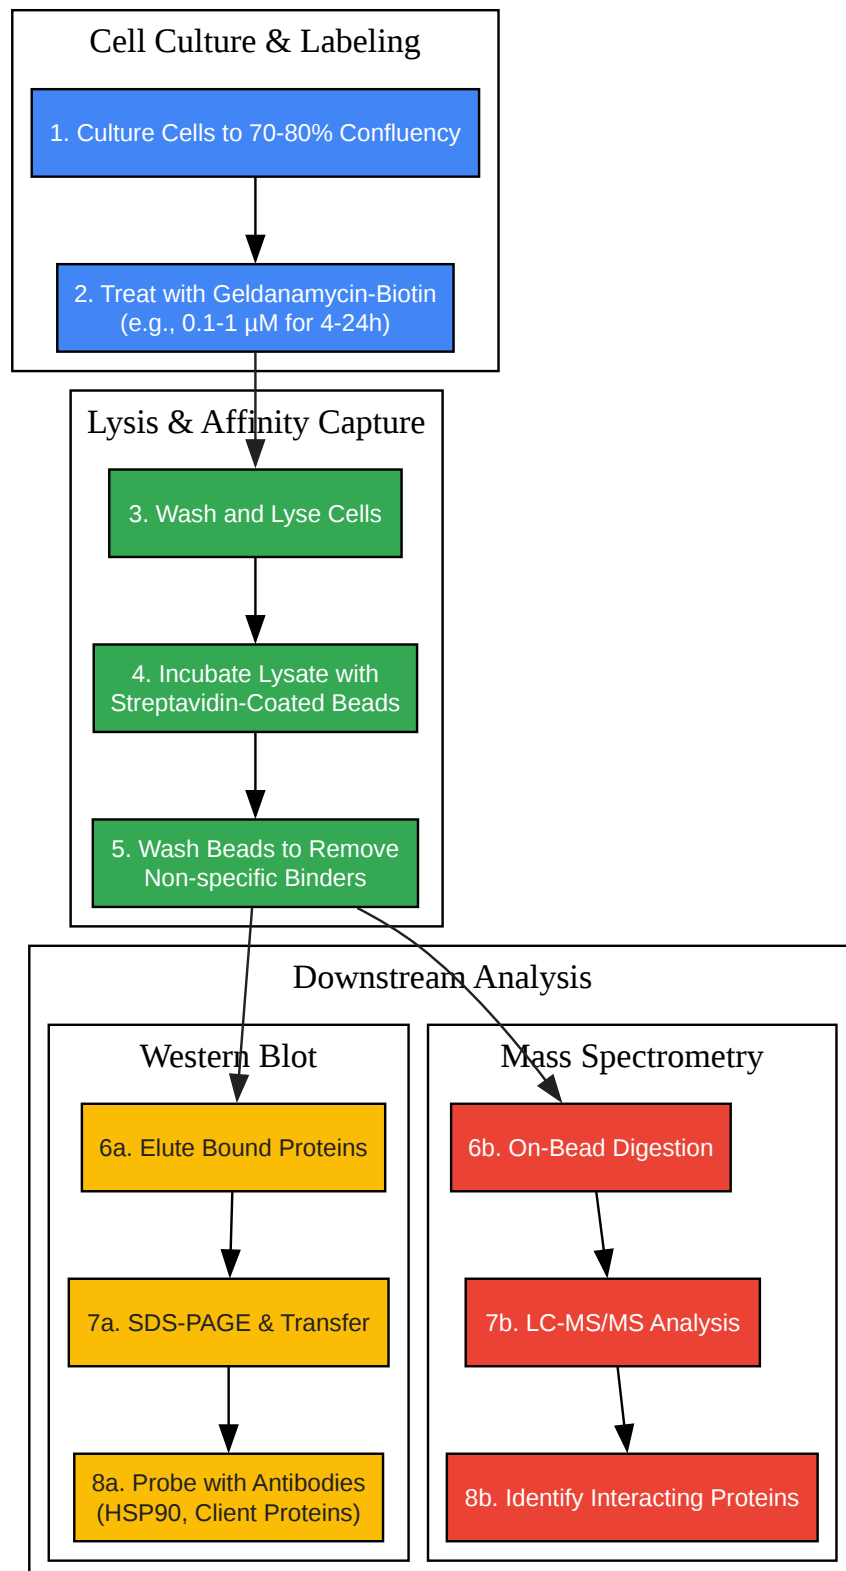 Cell Culture & Labeling
1. Culture Cells to 70-80% Confluency
2. Treat with Geldanamycin-Biotin
(e.g., 0.1-1 µM for 4-24h)
Lysis & Affinity Capture
3. Wash and Lyse Cells
4. Incubate Lysate with
Streptavidin-Coated Beads
5. Wash Beads to Remove
Non-specific Binders
Downstream Analysis
Western Blot
6a. Elute Bound Proteins
7a. SDS-PAGE & Transfer
8a. Probe with Antibodies
(HSP90, Client Proteins)
Mass Spectrometry
6b. On-Bead Digestion
7b. LC-MS/MS Analysis
8b. Identify Interacting Proteins